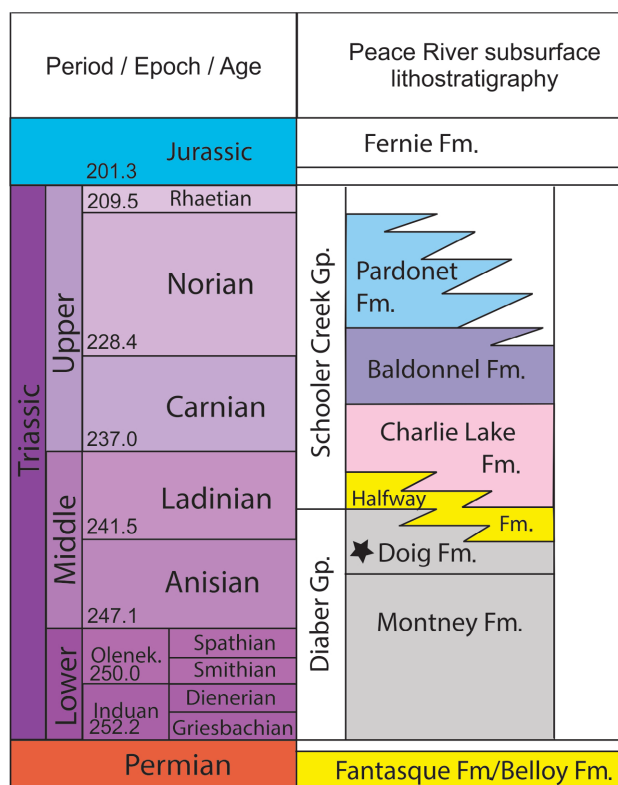 Period / Epoch / Age
Peace River subsurface
lithostratigraphy
Jurassic
201.3
Fernie Fm.
Triassic
Upper
Rhaetian
209.5
Norian
228.4
Carnian
237.0
Middle
Ladinian
241.5
Anisian
247.1
Lower
Olenek.
250.0
Spathian
Smithian
Induan
252.2
Dienerian
Griesbachian
Permian
Schooler Creek Gp.
Pardonet
Fm.
Baldonnel Fm.
Charlie Lake
Fm.
Halfway
Fm.
Diaber Gp.
Doig Fm.
Montney Fm.
Fantasque Fm/Belloy Fm.